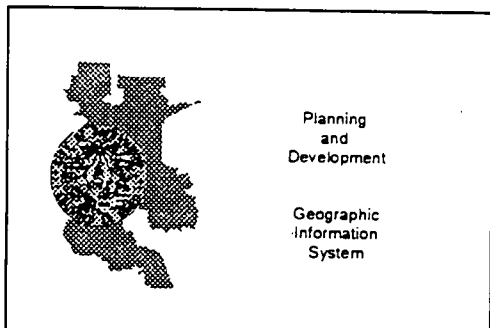 Planning
and
Development
Geographic
Information
System